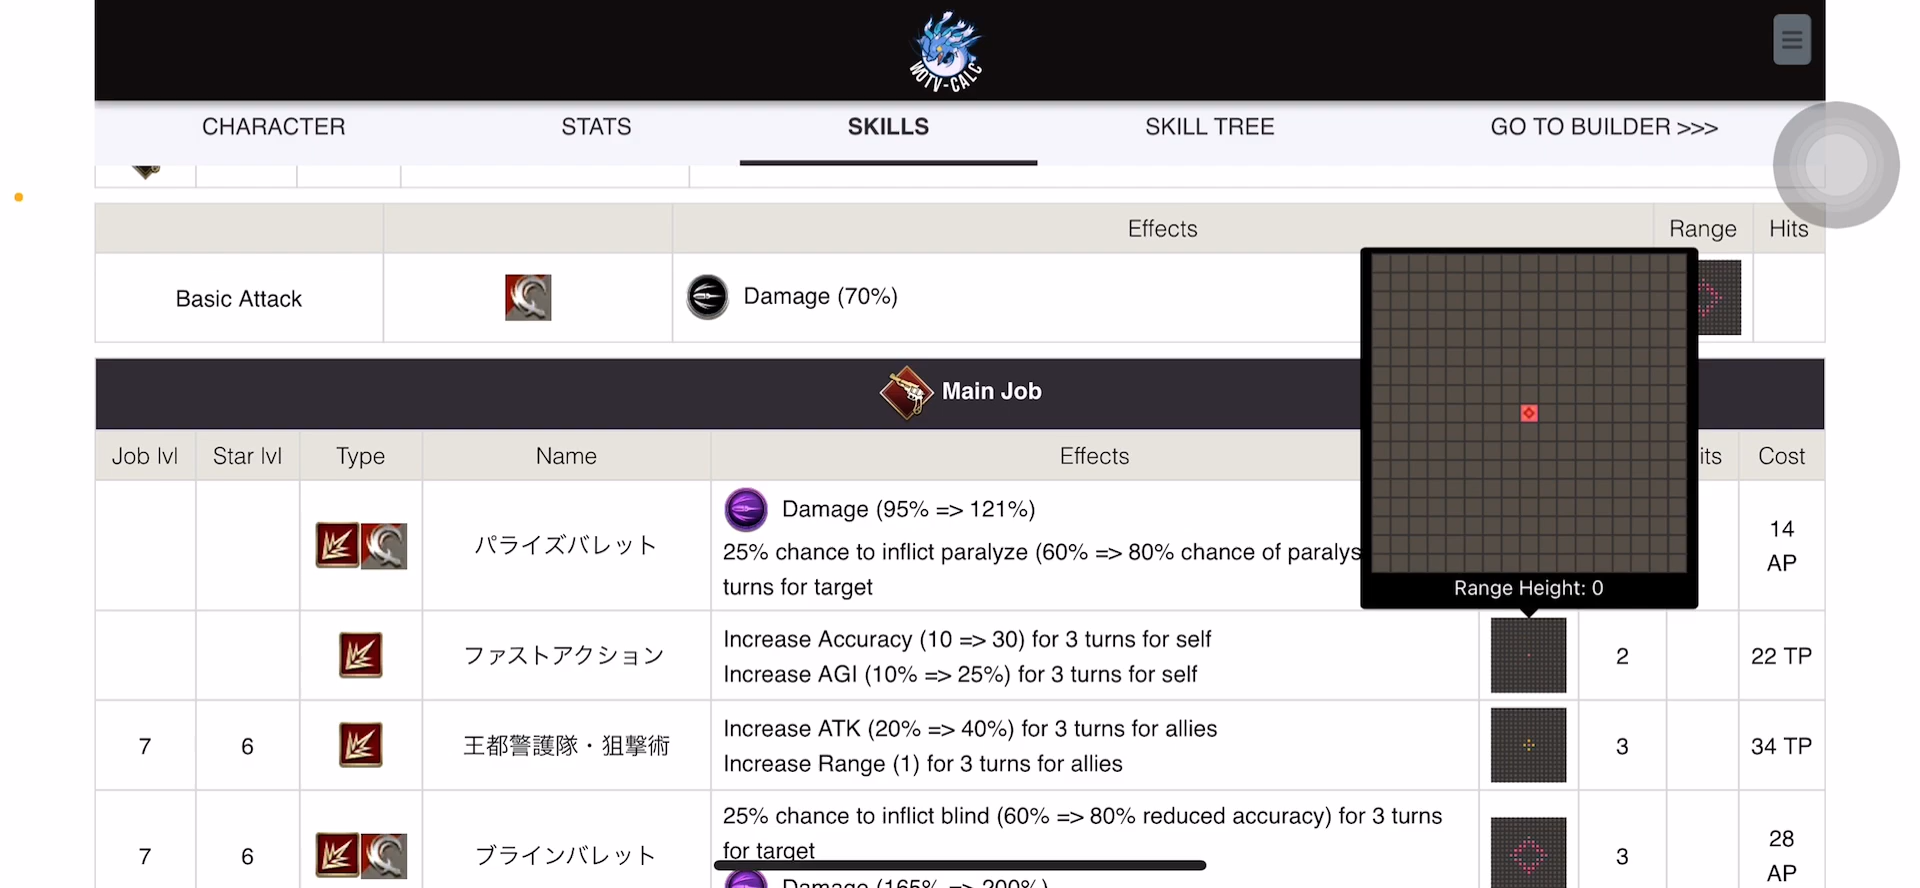 WOTV-CALC
CHARACTER
STATS
SKILLS
SKILL TREE
GO TO BUILDER >>>
Effects
Range
Hits
Basic Attack
Damage (70%)
Main Job
Job lvl
Star lvl
Type
Name
Effects
its
Cost
パライズバレット
Damage (95% => 121%)
25% chance to inflict paralyze (60% => 80% chance of paralys
turns for target
14
AP
Range Height: 0
ファストアクション
Increase Accuracy (10 => 30) for 3 turns for self
Increase AGI (10% => 25%) for 3 turns for self
2
22 TP
7
6
王都警護隊・狙撃術
Increase ATK (20% => 40%) for 3 turns for allies
Increase Range (1) for 3 turns for allies
3
34 TP
7
6
ブラインバレット
25% chance to inflict blind (60% => 80% reduced accuracy) for 3 turns
for target
Damage (165% => 200%)
3
28
AP